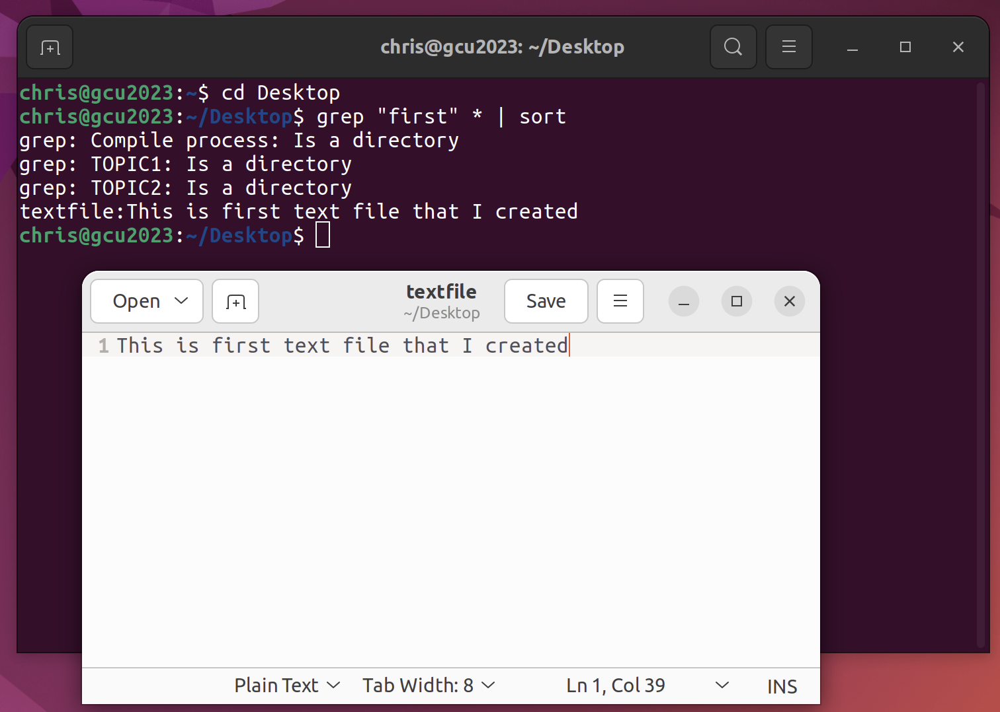 chris@gcu2023: ~/Desktop
chris@gcu2023:~$ cd Desktop
chris@gcu2023:~/Desktop$ grep "first" * | sort
grep: Compile process: Is a directory
grep: TOPIC1: Is a directory
grep: TOPIC2: Is a directory
textfile:This is first text file that I created
chris@gcu2023:~/Desktop$
Open textfile Save
~/Desktop
1 This is first text file that I created
Plain Text Tab Width: 8 Ln 1, Col 39 INS